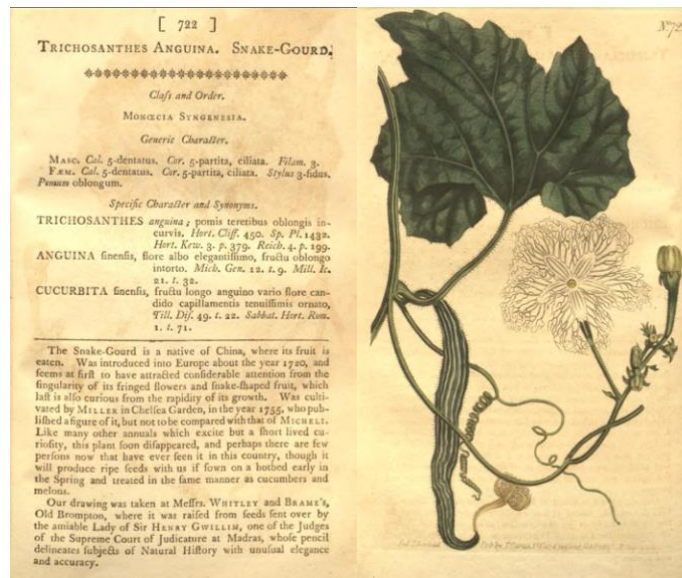 [ 722 ]
TRICHOSANTHES ANGUINA. SNAKE-GOURD.
Claſs and Order.
MONŒCIA SYNGENESIA.
Generic Character.
MASC. Cal. 5-dentatus. Cor. 5-partita, ciliata. Filam. 3.
FÆM. Cal. 5-dentatus. Cor. 5-partita, ciliata. Stylus 3-fidus.
Pomum oblongum.
Specific Character and Synonyms.
TRICHOSANTHES anguina; pomis teretibus oblongis in-
curvis. Hort. Cliff. 450. Sp. Pl. 1432.
Hort. Kew. 3. p. 379. Reich. 4. p. 199.
ANGUINA ſinenſis, flore albo elegantiſſimo, fructu oblongo
intorto. Mich. Gen. 12. t. 9. Mill. Ic.
21. t. 32.
CUCURBITA ſinenſis, fructu longo anguino vario flore can-
dido capillamentis tenuiſſimis ornato,
Till. Piſ. 49. t. 22. Sabbat. Hort. Rom.
1. t. 71.
The Snake-Gourd is a native of China, where its fruit is
eaten. Was introduced into Europe about the year 1720, and
ſeems at firſt to have attracted conſiderable attention from the
ſingularity of its fringed flowers and ſnake-ſhaped fruit, which
laſt is alſo curious from the rapidity of its growth. Was culti-
vated by MILLER in Chelſea Garden, in the year 1755, who pub-
liſhed a figure of it, but not to be compared with that of MICHELI.
Like many other annuals which excite but a ſhort lived cu-
rioſity, this plant ſoon diſappeared, and perhaps there are few
perſons now that have ever ſeen it in this country, though it
will produce ripe ſeeds with us if ſown on a hotbed early in
the Spring and treated in the ſame manner as cucumbers and
melons.
Our drawing was taken at Meſſrs. WHITLEY and BRAME's,
Old Brompton, where it was raiſed from ſeeds ſent over by
the amiable Lady of Sir HENRY GWILLIM, one of the Judges
of the Supreme Court of Judicature at Madras, whoſe pencil
delineates ſubjects of Natural Hiſtory with unuſual elegance
and accuracy.